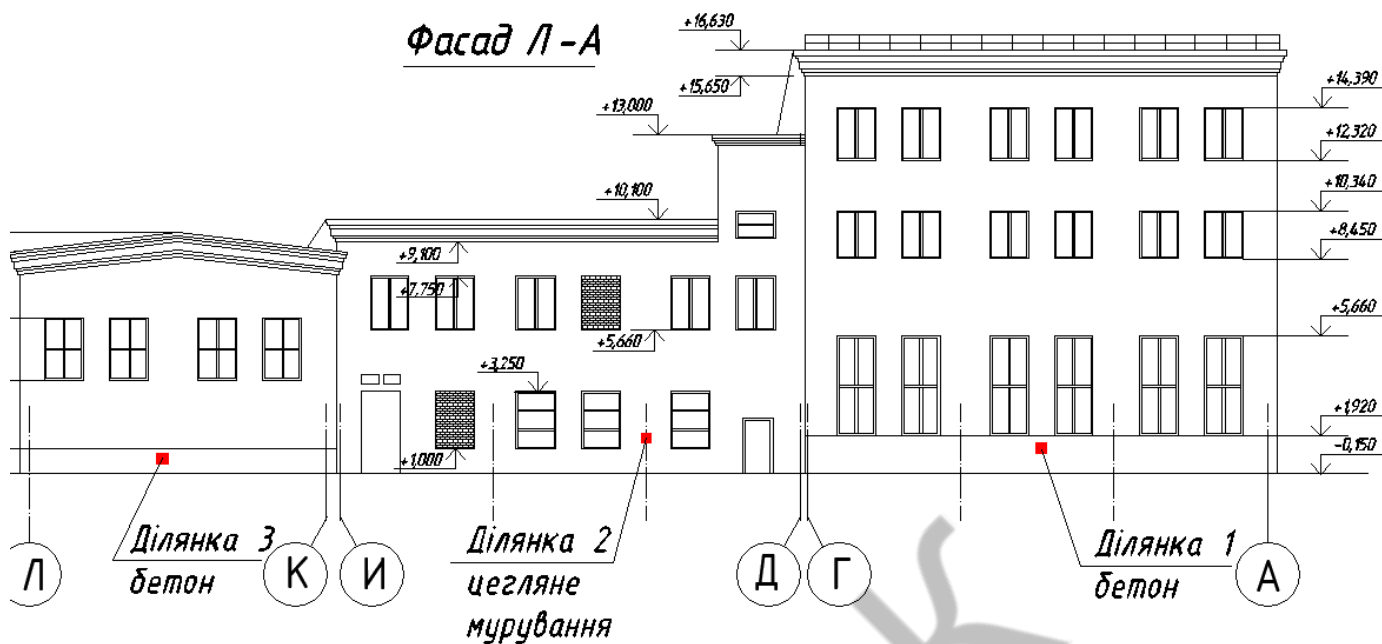 Фасад Л-А
+16,630
+15,650
+14,390
+13,000
+12,320
+10,340
+10,100
+9,100
+8,450
+7,750
+5,660
+5,660
+3,250
+1,920
+1,000
-0,150
Ділянка 3
бетон
Ділянка 2
цегляне
мурування
Ділянка 1
бетон
Л
К
И
Д
Г
А